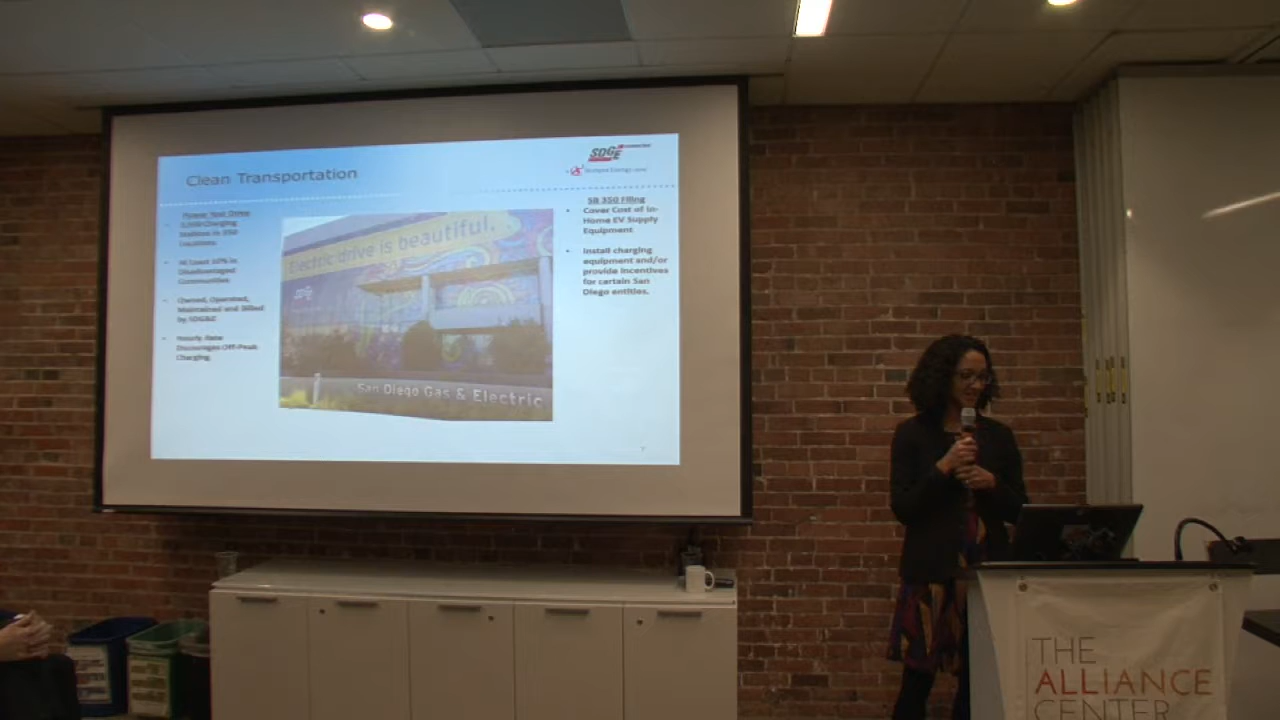 Clean Transportation
SDGE
Power Your Drive
3,500 Charging
Stations in 350
Locations
At Least 10% in
Disadvantaged
Communities
Owned, Operated,
Maintained and Billed
by SDG&E
Hourly Rate
Discourages Off-Peak
Charging
Electric drive is beautiful.
San Diego Gas & Electric
SB 350 Filing
Cover Cost of In-
Home EV Supply
Equipment
Install charging
equipment and/or
provide incentives
for certain San
Diego entities.
THE
ALLIANCE
CENTER